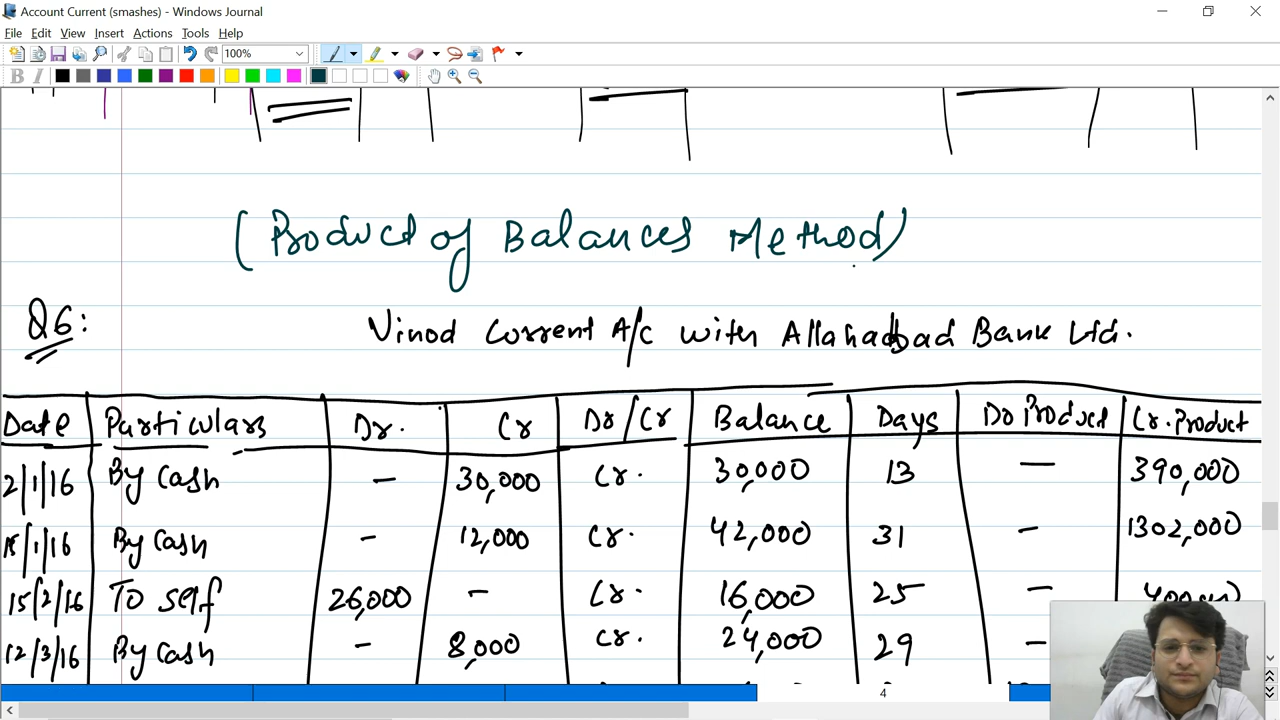 Account Current (smashes) - Windows Journal
File Edit View Insert Actions Tools Help
100%
B I
(Product of Balances Method)
Q6: Vinod Current A/c with Allahabad Bank Ltd.
Date Particulars Dr. Cr Dr/Cr Balance Days Dr Product Cr. Product
2/1/16 By Cash - 30,000 Cr. 30,000 13 - 390,000
15/1/16 By Cash - 12,000 Cr. 42,000 31 - 1302,000
15/2/16 To self 26,000 - Cr. 16,000 25 -
12/3/16 By Cash - 8,000 Cr. 24,000 29 -
4